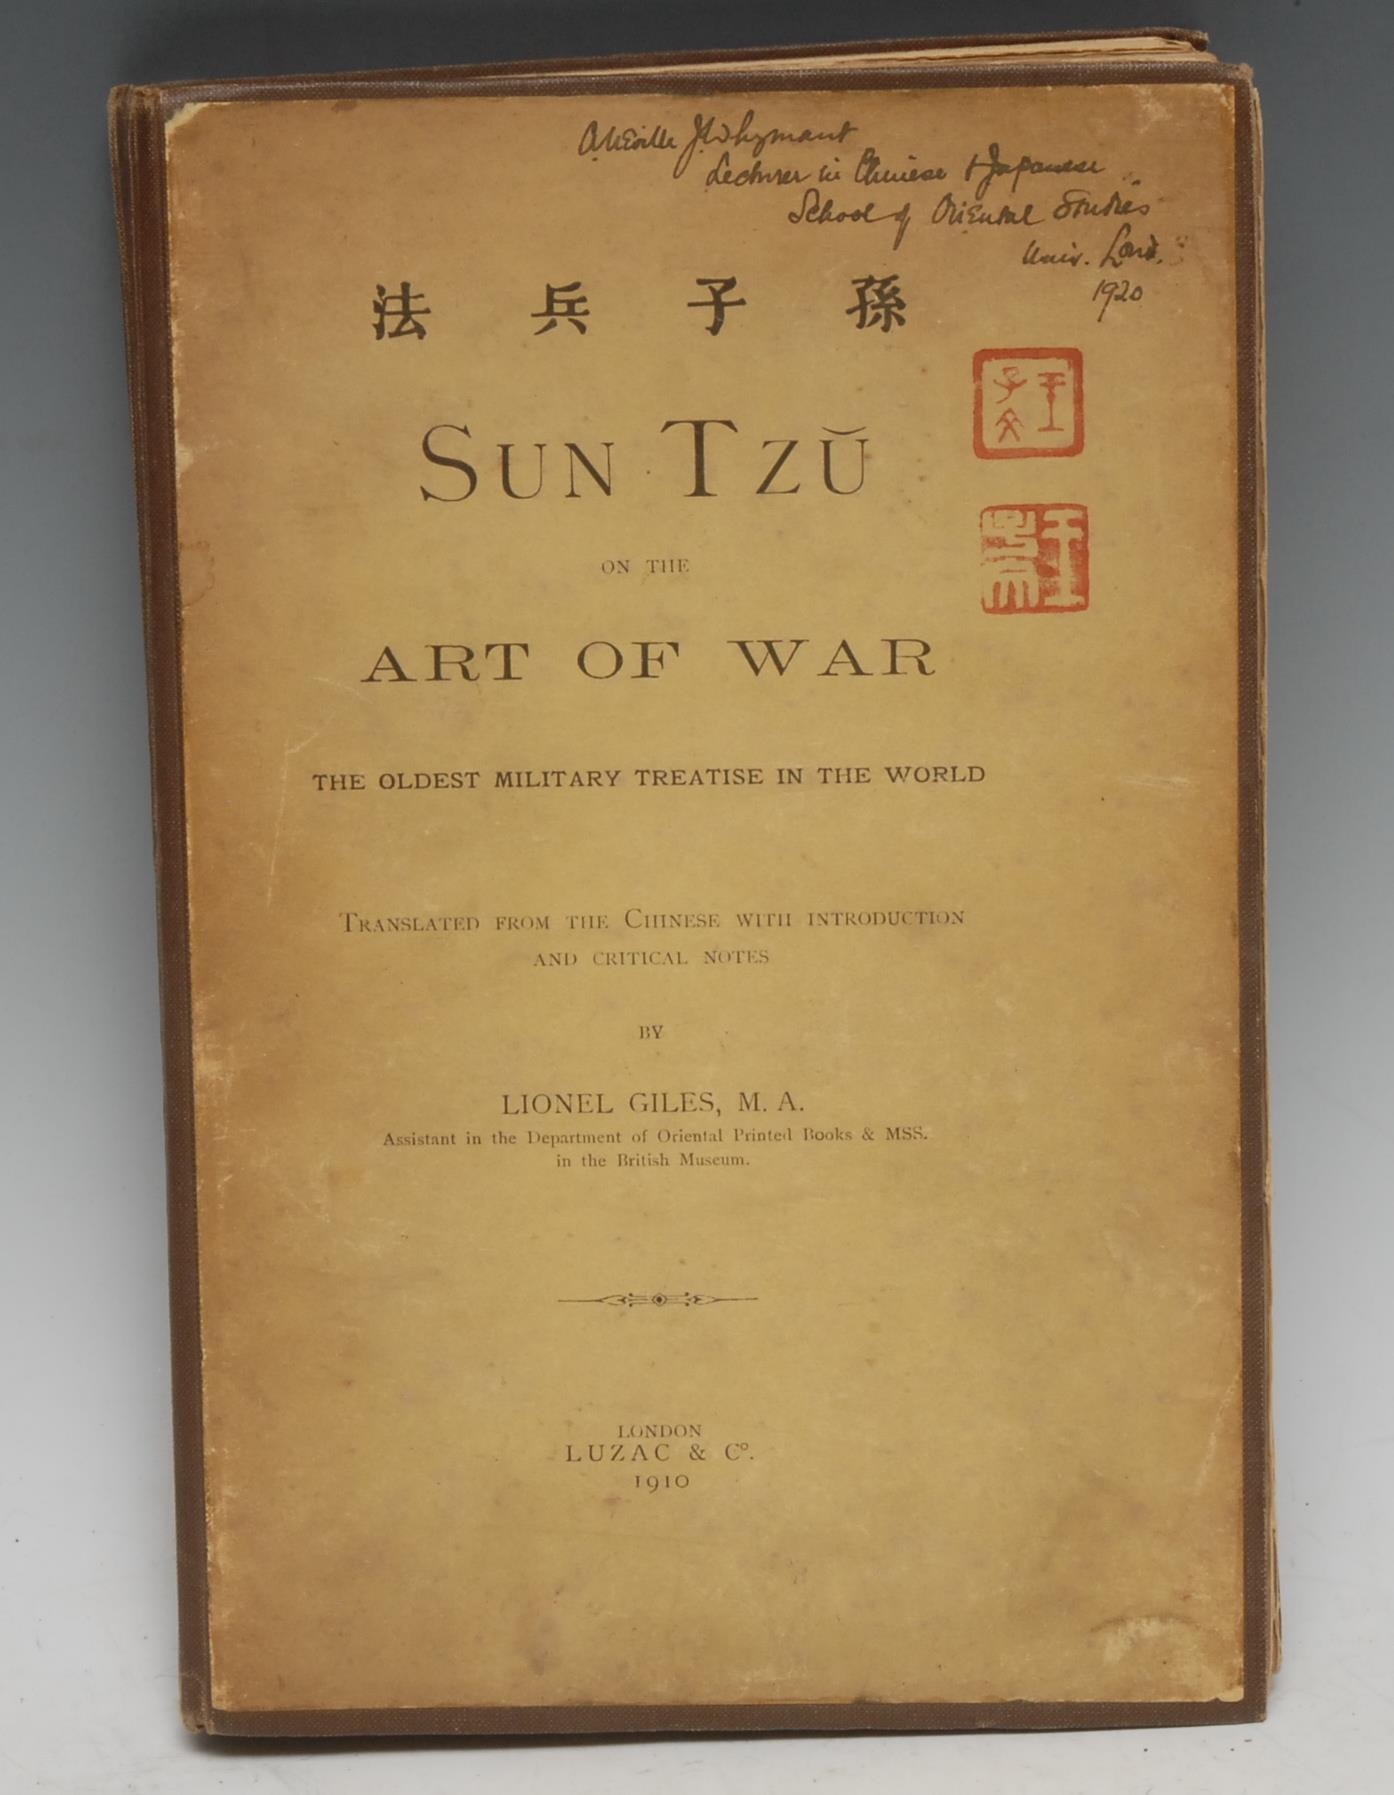 A. Neville J. Whymant
Lecturer in Chinese & Japanese
School of Oriental Studies
Univ. Lond.
1920
孫子兵法
SUN TZŬ
ON THE
ART OF WAR
THE OLDEST MILITARY TREATISE IN THE WORLD
TRANSLATED FROM THE CHINESE WITH INTRODUCTION
AND CRITICAL NOTES
BY
LIONEL GILES, M. A.
Assistant in the Department of Oriental Printed Books & MSS.
in the British Museum.
LONDON
LUZAC & Cº.
1910